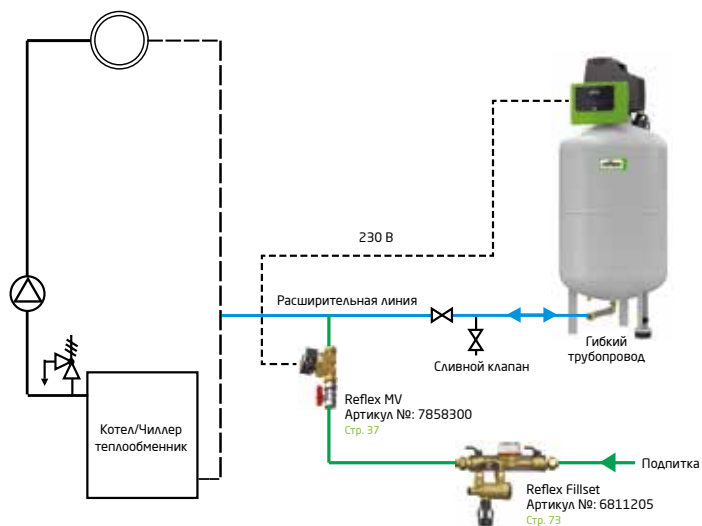 230 В
Расширительная линия
Сливной клапан
Гибкий
трубопровод
Reflex MV
Артикул №: 7858300
Стр. 37
Котел/Чиллер
теплообменник
Подпитка
Reflex Fillset
Артикул №: 6811205
Стр. 73
reflex